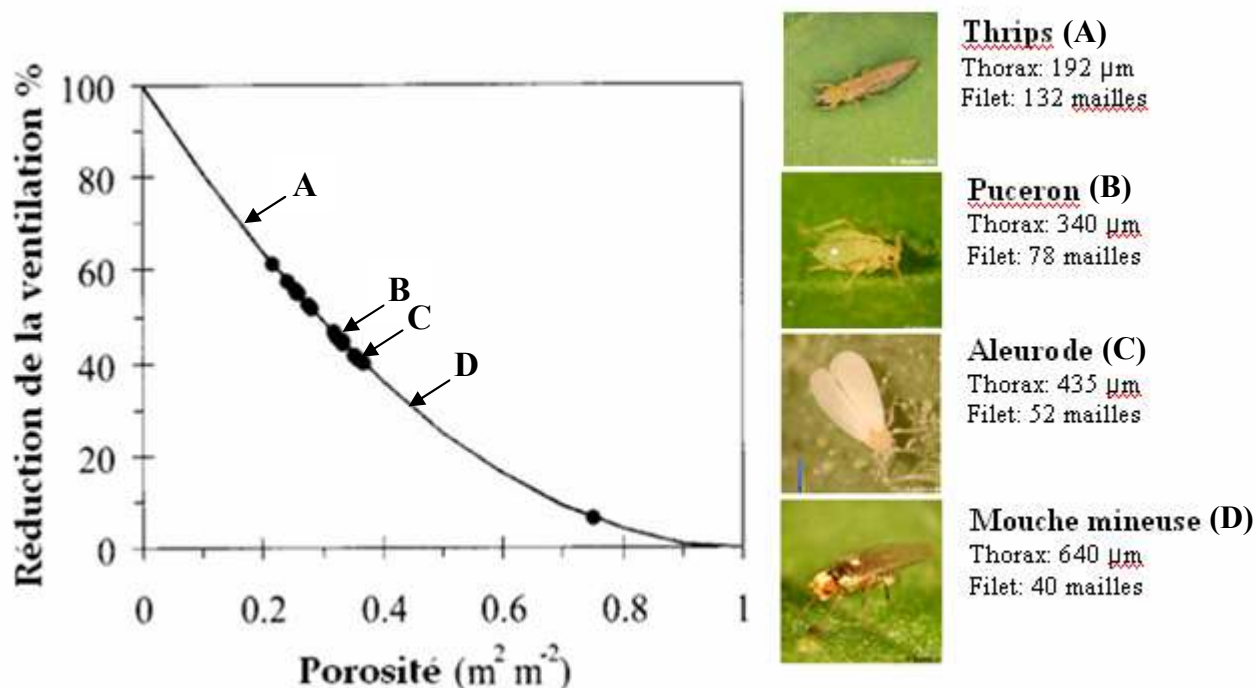 Réduction de la ventilation %
100
80
60
40
20
0
A
B
C
D
0
0.2
0.4
0.6
0.8
1
Porosité (m² m⁻²)
Thrips (A)
Thorax: 192 µm
Filet: 132 mailles
Puceron (B)
Thorax: 340 µm
Filet: 78 mailles
Aleurode (C)
Thorax: 435 µm
Filet: 52 mailles
Mouche mineuse (D)
Thorax: 640 µm
Filet: 40 mailles